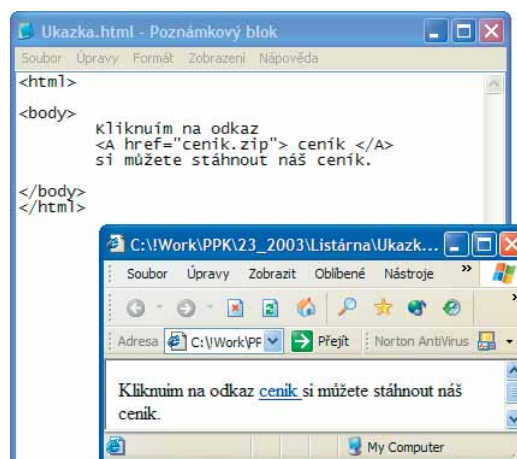 Ukazka.html - Poznámkový blok
Soubor Úpravy Formát Zobrazení Nápověda
<html>
<body>
Kliknuím na odkaz
<A href="cenik.zip"> ceník </A>
si můžete stáhnout náš ceník.
</body>
</html>
C:\!Work\PPK\23_2003\Listárna\Ukazk...
Soubor Úpravy Zobrazit Oblíbené Nástroje »
»
Adresa C:\!Work\PF Přejít Norton AntiVirus
Kliknuim na odkaz ceník si můžete stáhnout náš
ceník.
My Computer